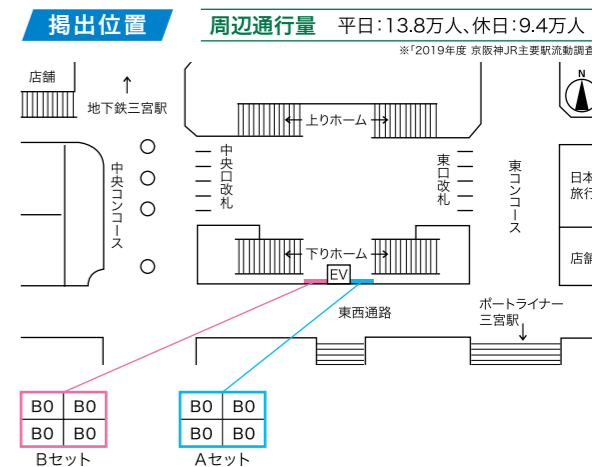 掲出位置
周辺通行量 平日:13.8万人、休日:9.4万人
※「2019年度 京阪神JR主要駅流動調査
店舗
地下鉄三宮駅
N
上りホーム
中央口改札
東口改札
中央コンコース
東コンコース
日本
旅行
下りホーム
店舗
EV
東西通路
ポートライナー
三宮駅
B0 B0
B0 B0
Bセット
B0 B0
B0 B0
Aセット